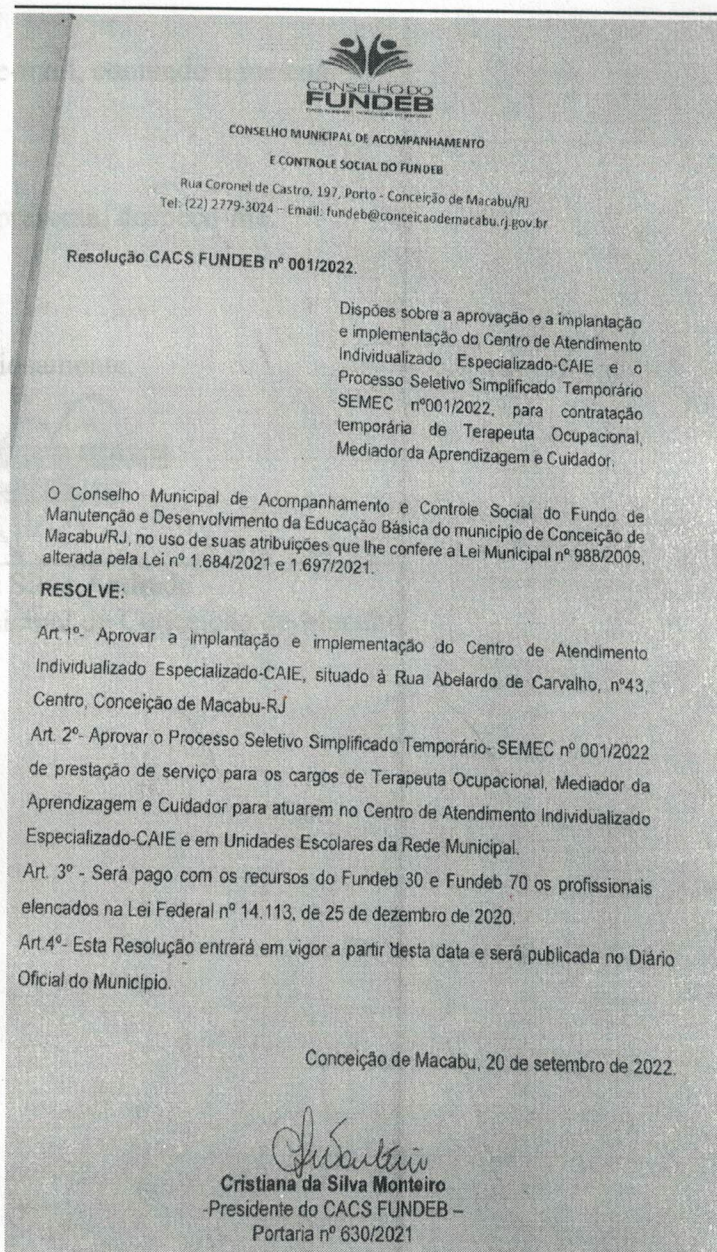 CONSELHO DO
FUNDEB
CONSELHO MUNICIPAL DE ACOMPANHAMENTO
E CONTROLE SOCIAL DO FUNDEB
Rua Coronel de Castro, 197, Porto - Conceição de Macabu/RJ
Tel: (22) 2779-3024 – Email: fundeb@conceicaodemacabu.rj.gov.br
Resolução CACS FUNDEB nº 001/2022.
Dispões sobre a aprovação e a implantação
e implementação do Centro de Atendimento
Individualizado Especializado-CAIE e o
Processo Seletivo Simplificado Temporário
SEMEC nº001/2022, para contratação
temporária de Terapeuta Ocupacional,
Mediador da Aprendizagem e Cuidador.
O Conselho Municipal de Acompanhamento e Controle Social do Fundo de
Manutenção e Desenvolvimento da Educação Básica do município de Conceição de
Macabu/RJ, no uso de suas atribuições que lhe confere a Lei Municipal nº 988/2009,
alterada pela Lei nº 1.684/2021 e 1.697/2021.
RESOLVE:
Art.1º- Aprovar a implantação e implementação do Centro de Atendimento
Individualizado Especializado-CAIE, situado à Rua Abelardo de Carvalho, nº43,
Centro, Conceição de Macabu-RJ
Art. 2º- Aprovar o Processo Seletivo Simplificado Temporário- SEMEC nº 001/2022
de prestação de serviço para os cargos de Terapeuta Ocupacional, Mediador da
Aprendizagem e Cuidador para atuarem no Centro de Atendimento Individualizado
Especializado-CAIE e em Unidades Escolares da Rede Municipal.
Art. 3º - Será pago com os recursos do Fundeb 30 e Fundeb 70 os profissionais
elencados na Lei Federal nº 14.113, de 25 de dezembro de 2020.
Art.4º- Esta Resolução entrará em vigor a partir desta data e será publicada no Diário
Oficial do Município.
Conceição de Macabu, 20 de setembro de 2022.
Cristiana da Silva Monteiro
-Presidente do CACS FUNDEB –
Portaria nº 630/2021